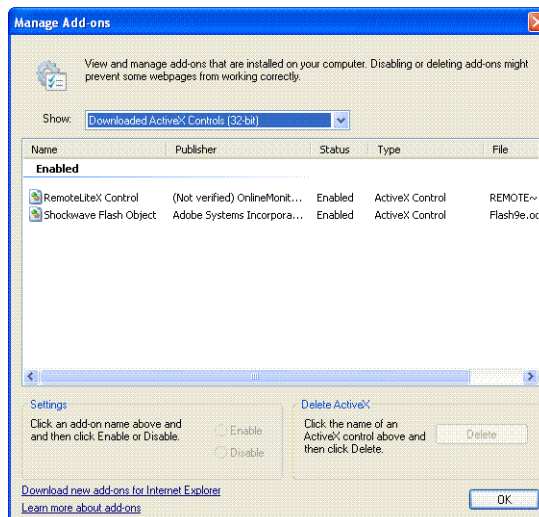 Manage Add-ons
View and manage add-ons that are installed on your computer. Disabling or deleting add-ons might
prevent some webpages from working correctly.
Show: Downloaded ActiveX Controls (32-bit)
Name Publisher Status Type File
Enabled
RemoteLiteX Control (Not verified) OnlineMonit... Enabled ActiveX Control REMOTE~
Shockwave Flash Object Adobe Systems Incorpora... Enabled ActiveX Control Flash9e.oc
Settings
Click an add-on name above and
and then click Enable or Disable.
Enable
Disable
Delete ActiveX
Click the name of an
ActiveX control above and
then click Delete.
Delete
Download new add-ons for Internet Explorer
Learn more about add-ons
OK